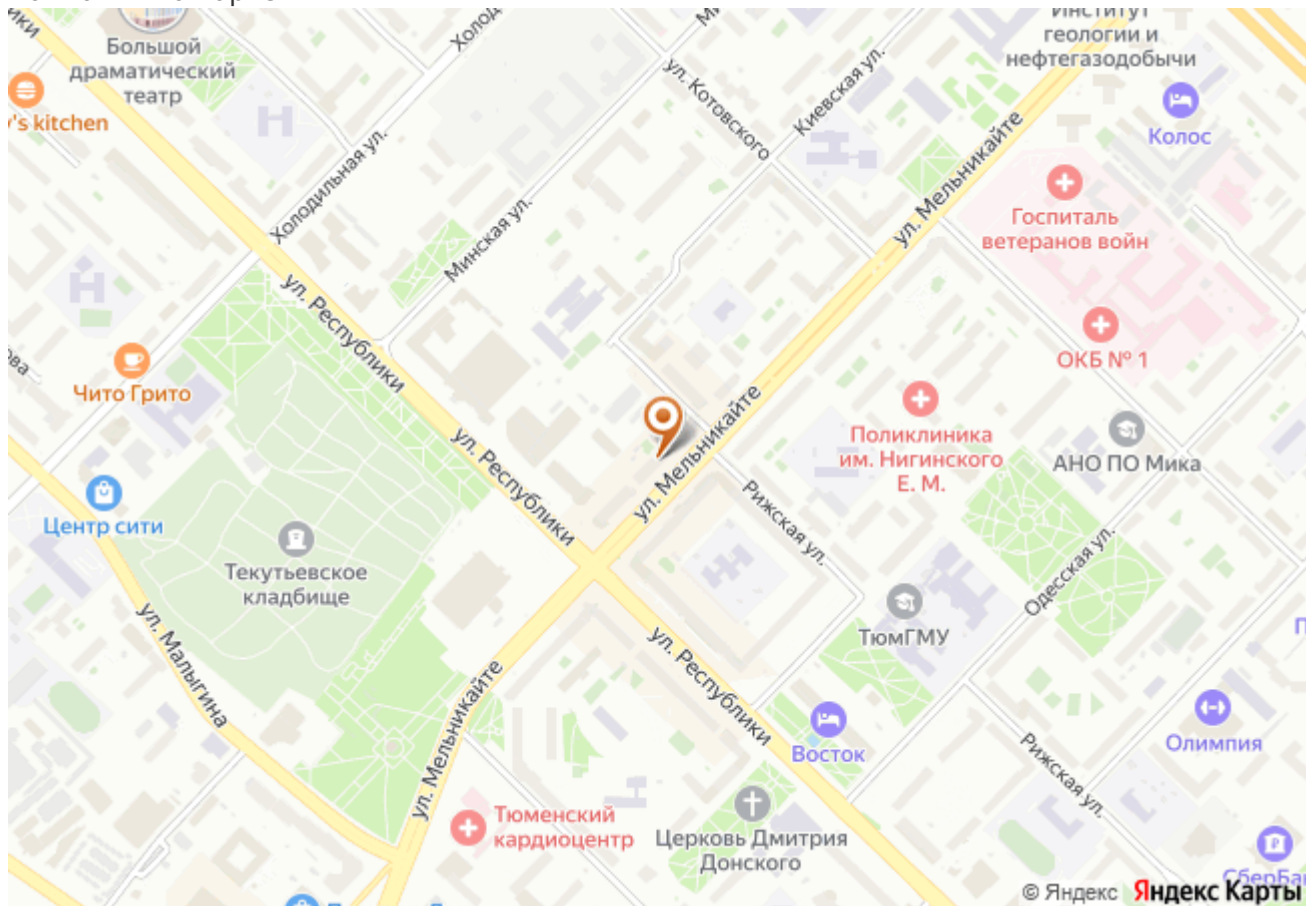 Большой
драматический
театр
's kitchen
Холодильная ул.
Минская ул.
ул. Котовского
Киевская ул.
геологии и
нефтегазодобычи
Колос
ул. Мельникайте
Госпиталь
ветеранов войн
ОКБ № 1
ул. Республики
Чито Грито
ул. Республики
ул. Мельникайте
Поликлиника
им. Нигинского
Е. М.
АНО ПО Мика
Центр сити
Рижская ул.
Текутьевское
кладбище
Одесская ул.
ТюмГМУ
ул. Малыгина
ул. Мельникайте
ул. Республики
Восток
Олимпия
Рижская ул.
Тюменский
кардиоцентр
Церковь Дмитрия
Донского
© Яндекс Яндекс Карты